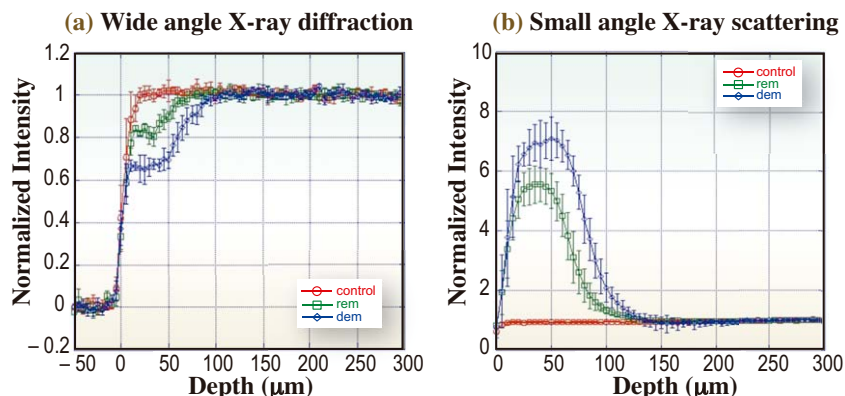 (a) Wide angle X-ray diffraction
1.2
1
0.8
0.6
0.4
0.2
0
– 0.2
Normalized Intensity
control
rem
dem
– 50
0
50
100
150
200
250
300
Depth (µm)
(b) Small angle X-ray scattering
10
8
6
4
2
0
Normalized Intensity
control
rem
dem
0
50
100
150
200
250
300
Depth (µm)